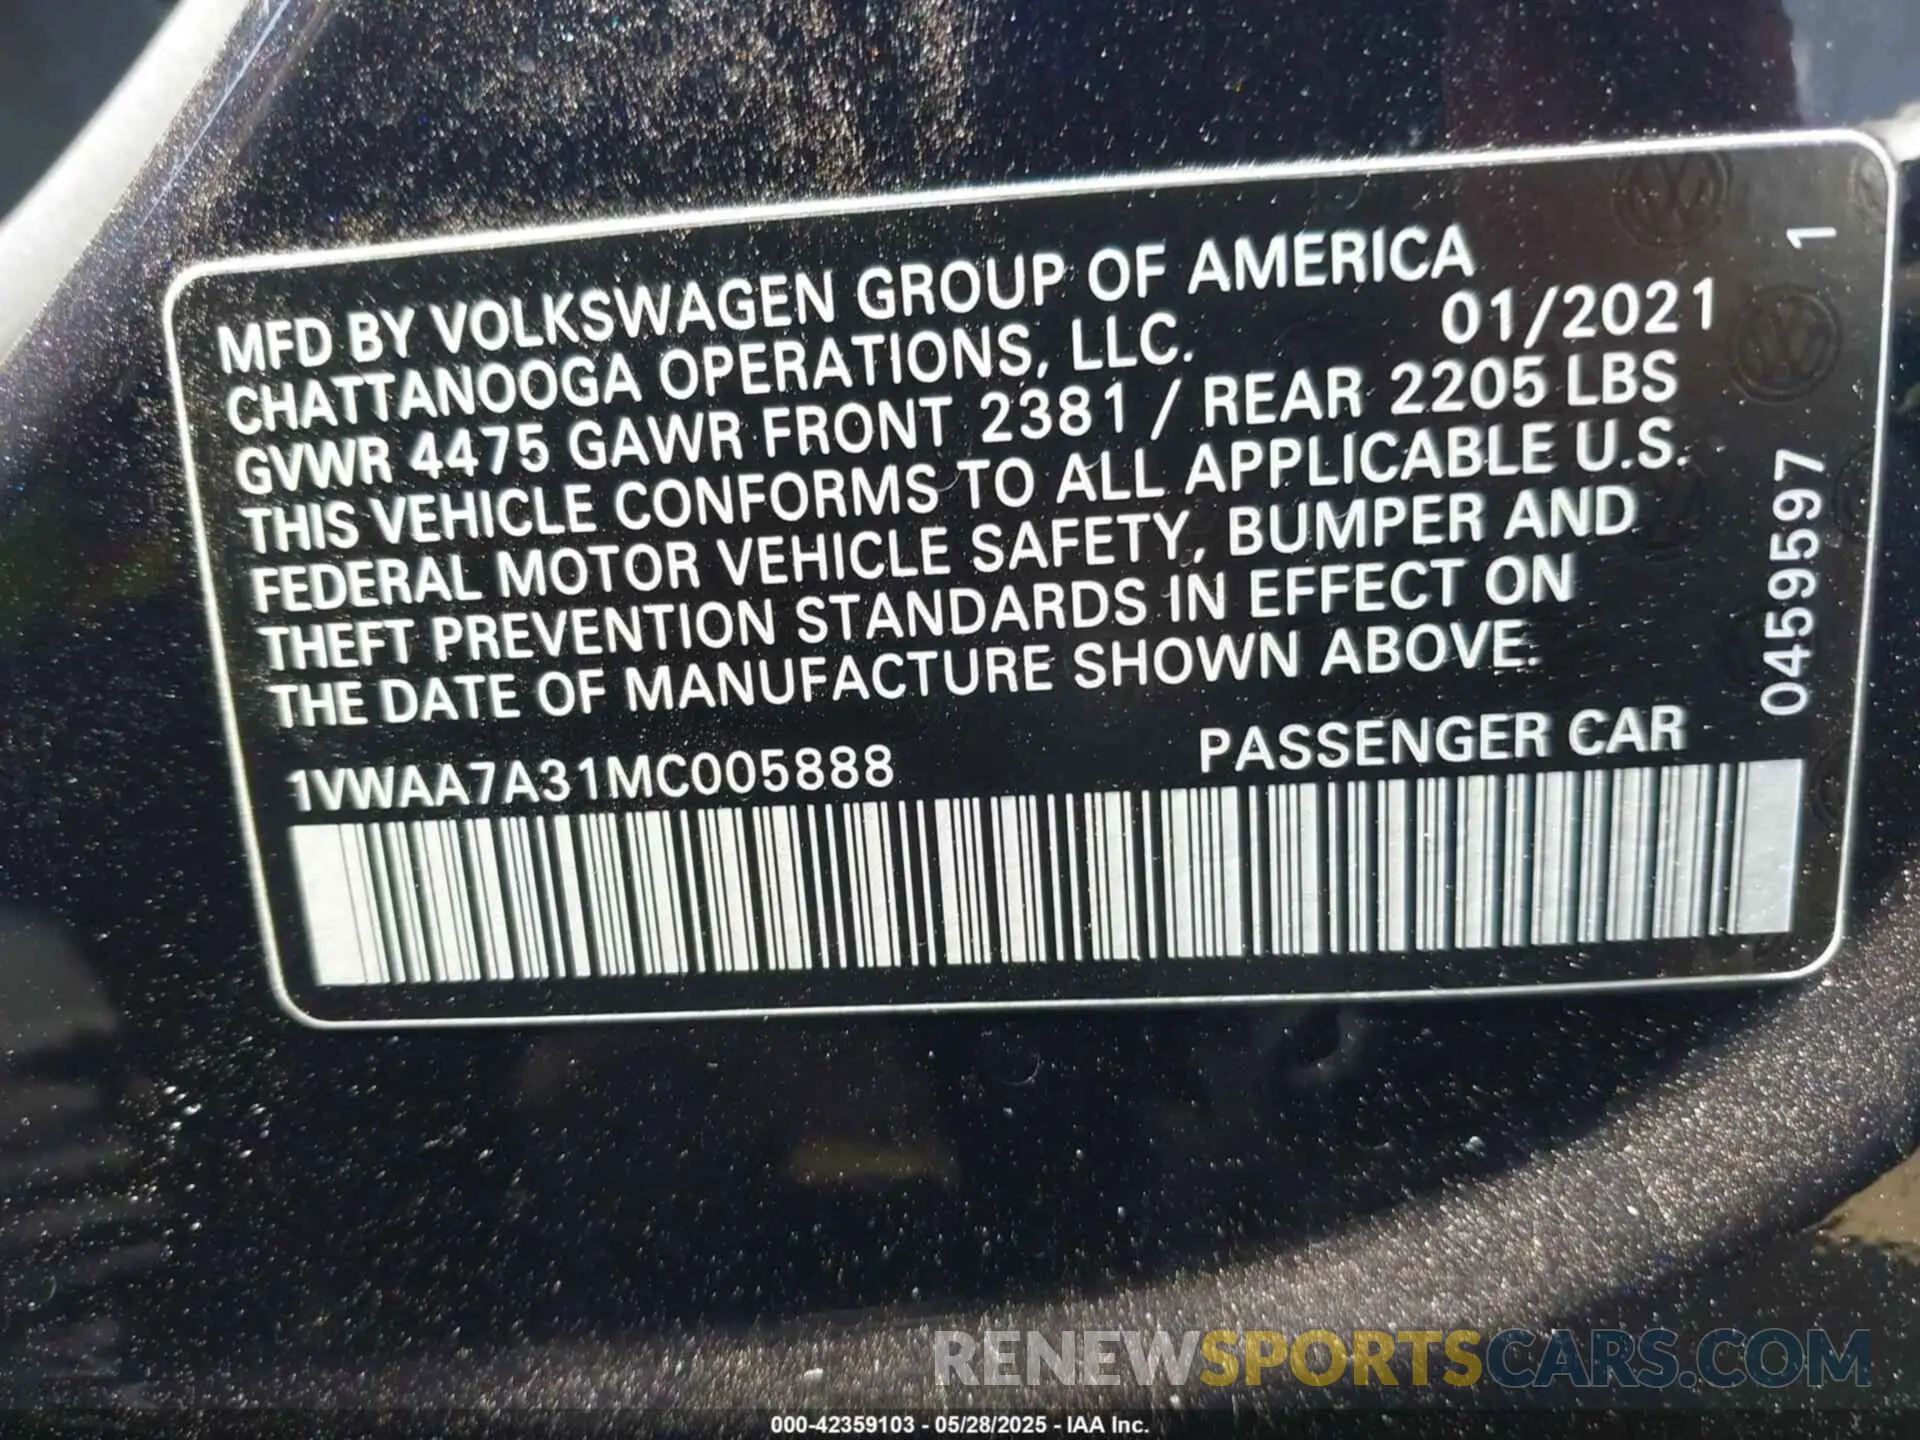 MFD BY VOLKSWAGEN GROUP OF AMERICA
CHATTANOOGA OPERATIONS, LLC. 01/2021
GVWR 4475 GAWR FRONT 2381 / REAR 2205 LBS
THIS VEHICLE CONFORMS TO ALL APPLICABLE U.S.
FEDERAL MOTOR VEHICLE SAFETY, BUMPER AND
THEFT PREVENTION STANDARDS IN EFFECT ON
THE DATE OF MANUFACTURE SHOWN ABOVE.
1VWAA7A31MC005888 PASSENGER CAR
0459597 1
RENEWSPORTSCARS.COM
000-42359103 - 05/28/2025 - IAA Inc.